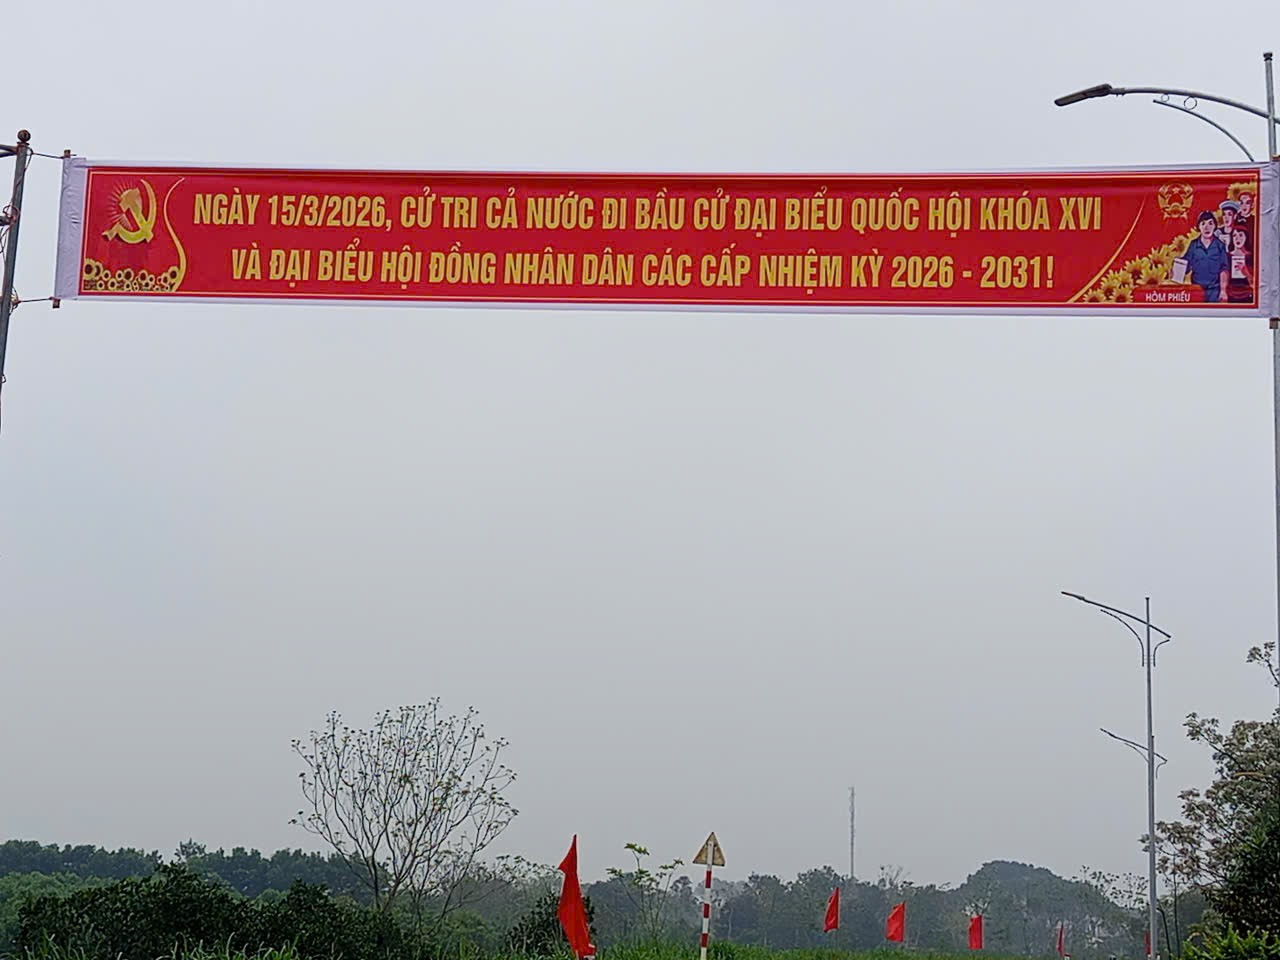 NGÀY 15/3/2026, CỬ TRI CẢ NƯỚC ĐI BẦU CỬ ĐẠI BIỂU QUỐC HỘI KHÓA XVI
VÀ ĐẠI BIỂU HỘI ĐỒNG NHÂN DÂN CÁC CẤP NHIỆM KỲ 2026 - 2031!
HÒM PHIẾU